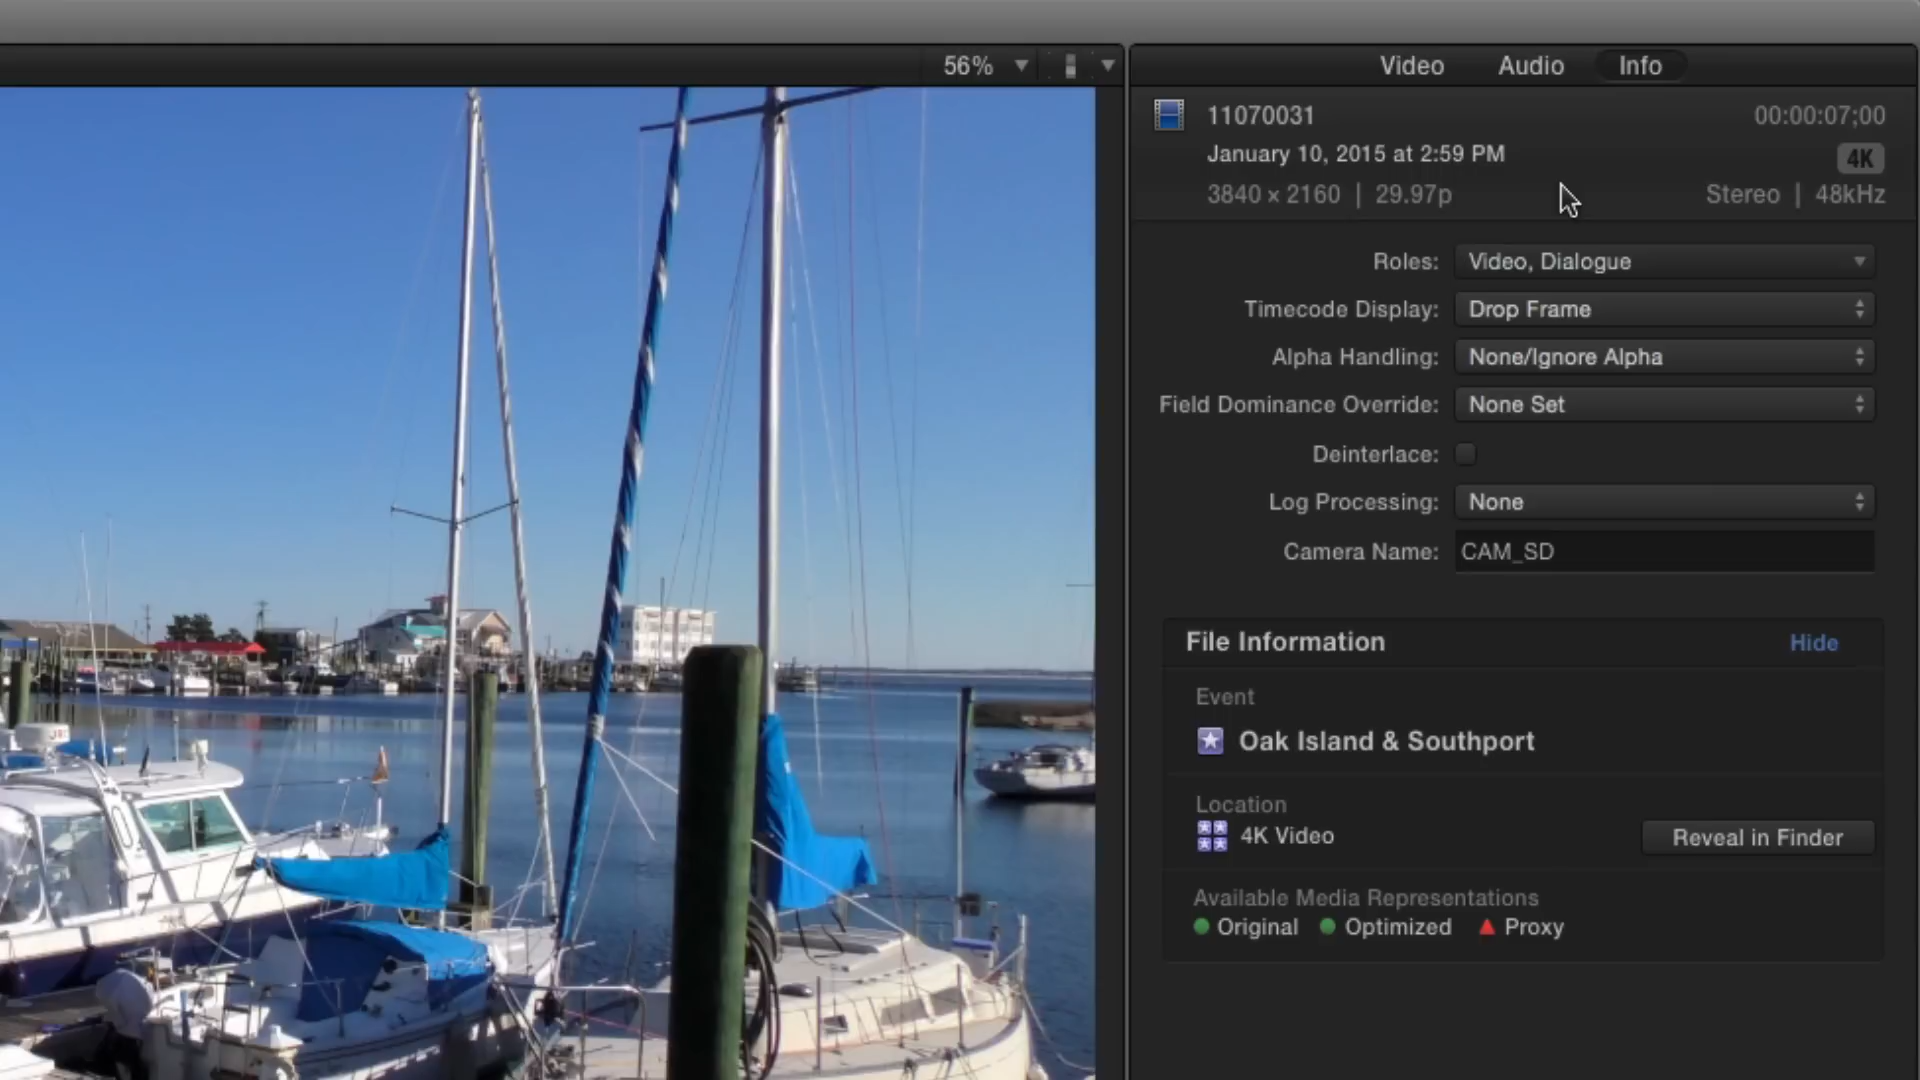 56%
Video Audio Info
11070031 00:00:07;00
January 10, 2015 at 2:59 PM 4K
3840 × 2160 | 29.97p Stereo | 48kHz
Roles: Video, Dialogue
Timecode Display: Drop Frame
Alpha Handling: None/Ignore Alpha
Field Dominance Override: None Set
Deinterlace:
Log Processing: None
Camera Name: CAM_SD
File Information Hide
Event
Oak Island & Southport
Location
4K Video Reveal in Finder
Available Media Representations
Original Optimized Proxy